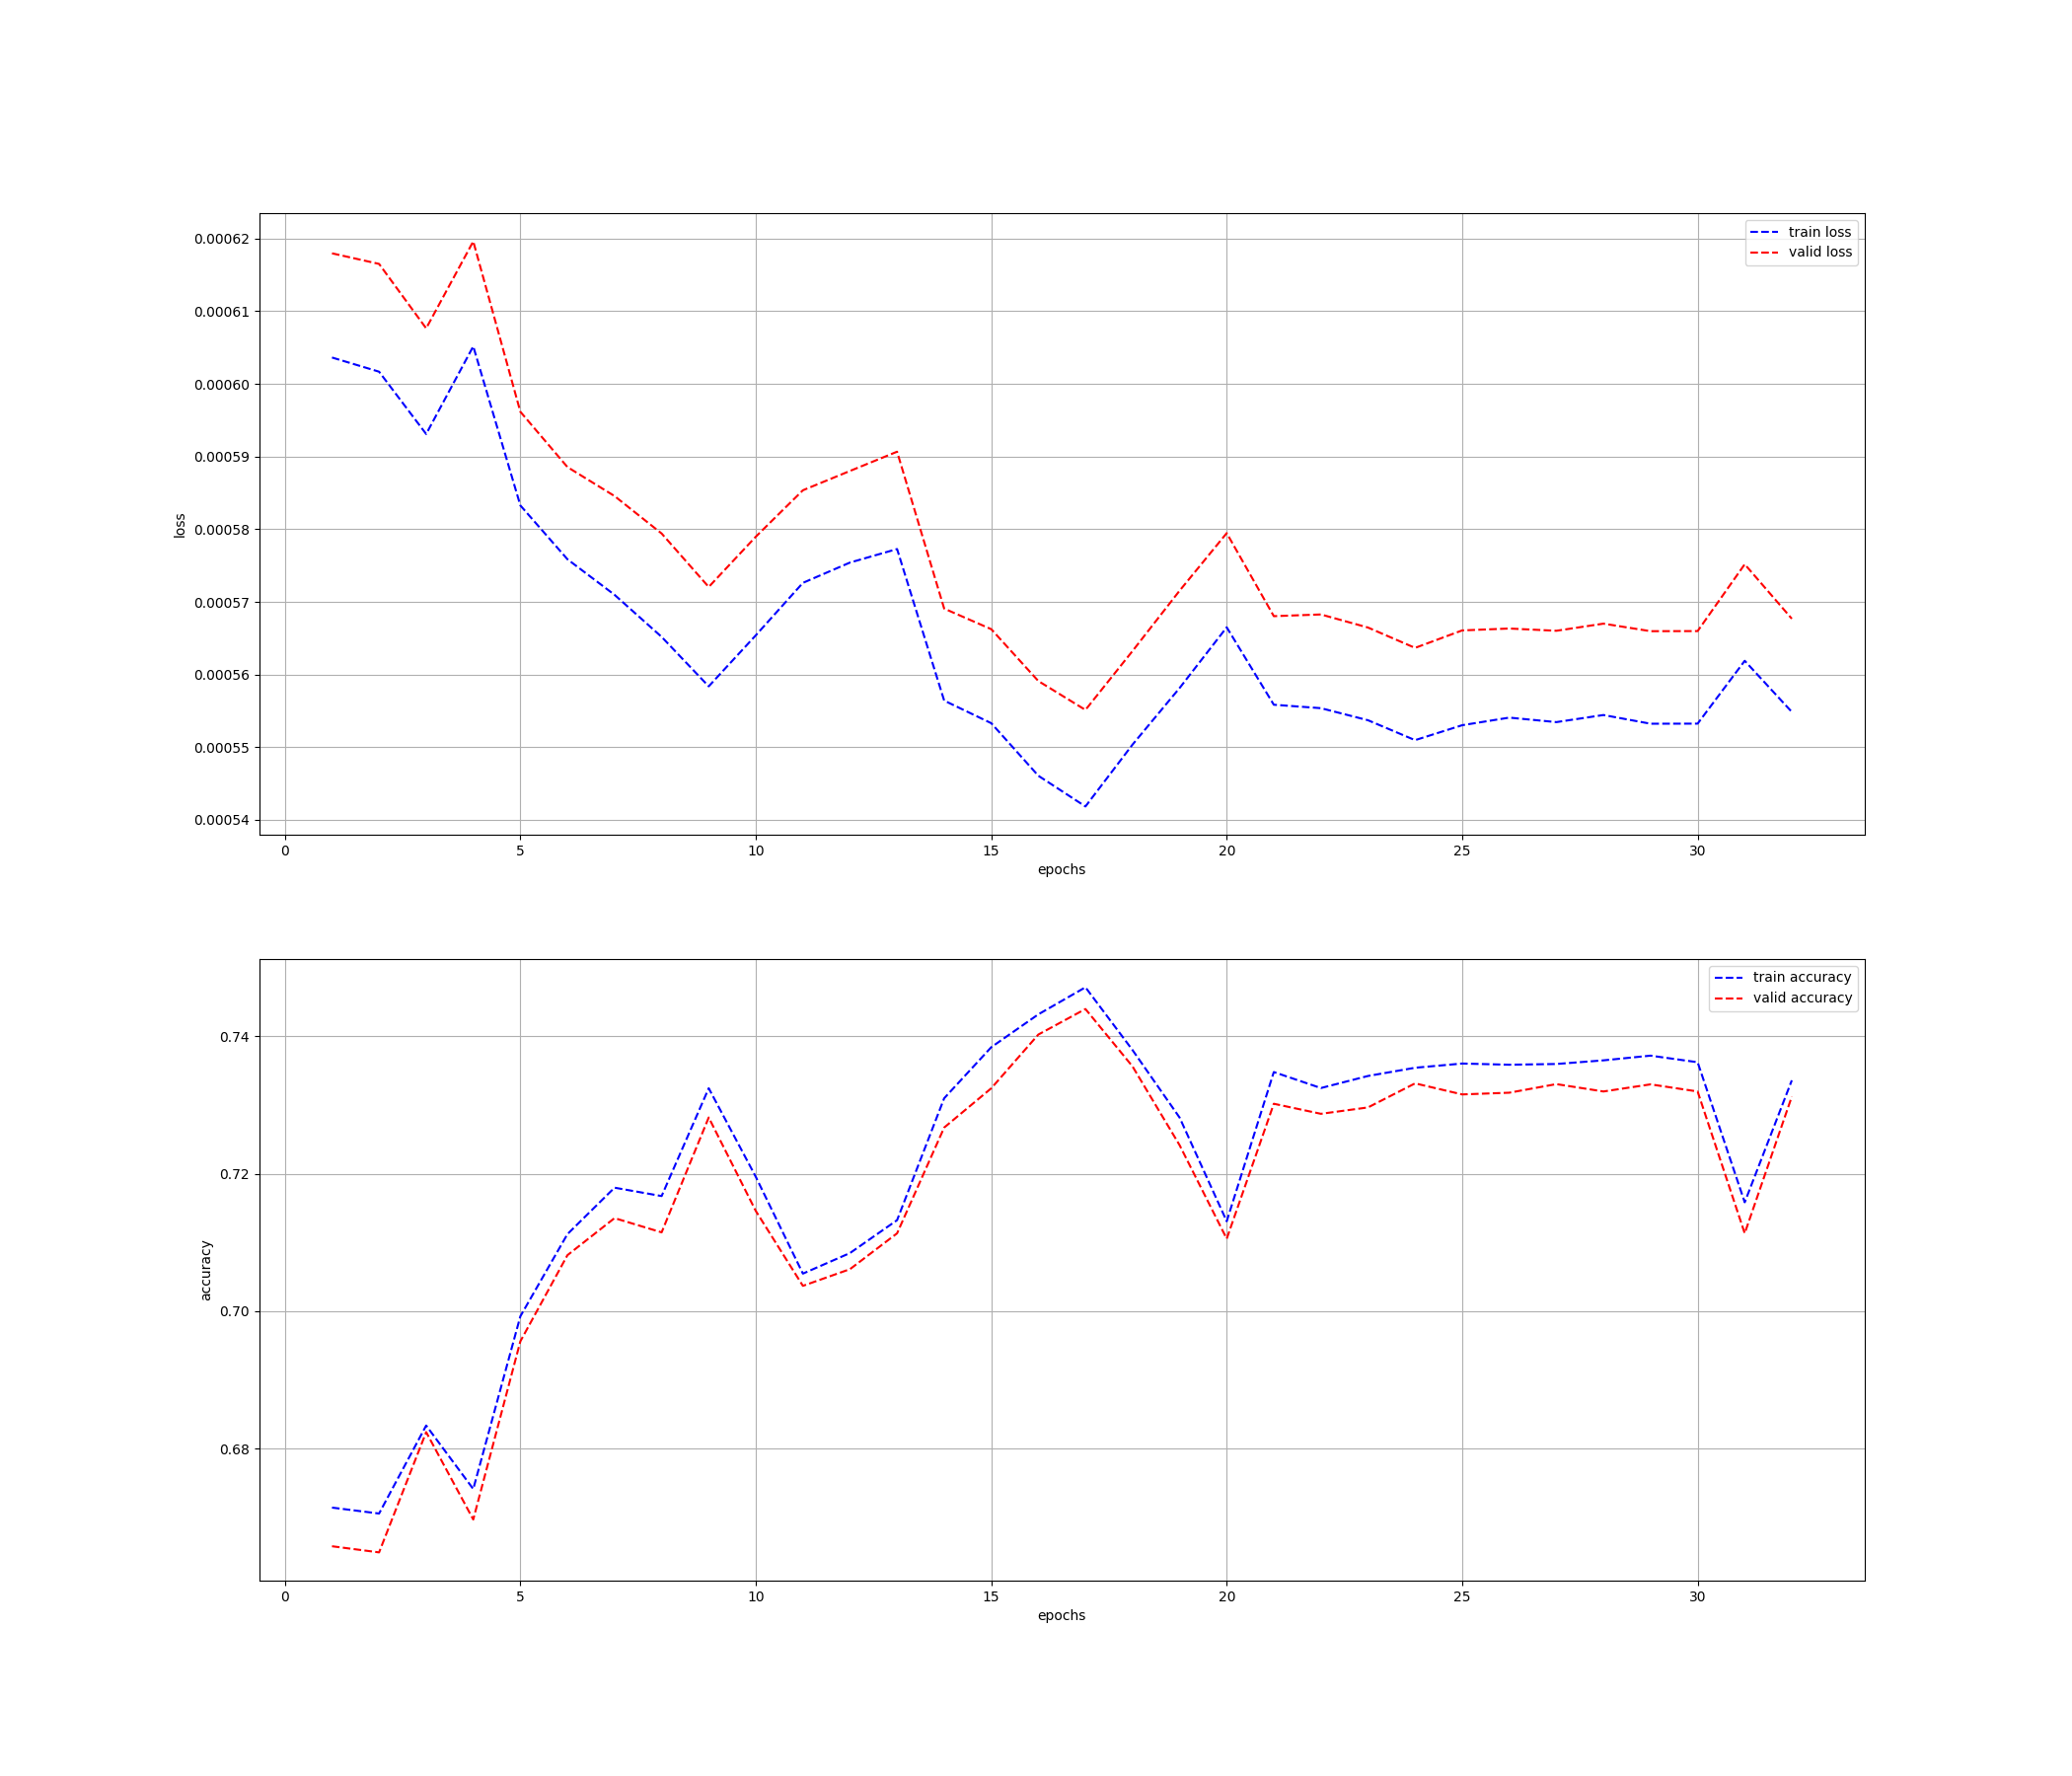 0.00062
0.00061
0.00060
0.00059
0.00058
0.00057
0.00056
0.00055
0.00054
loss
train loss
valid loss
0 5 10 15 20 25 30
epochs
0.74
0.72
0.70
0.68
accuracy
train accuracy
valid accuracy
0 5 10 15 20 25 30
epochs